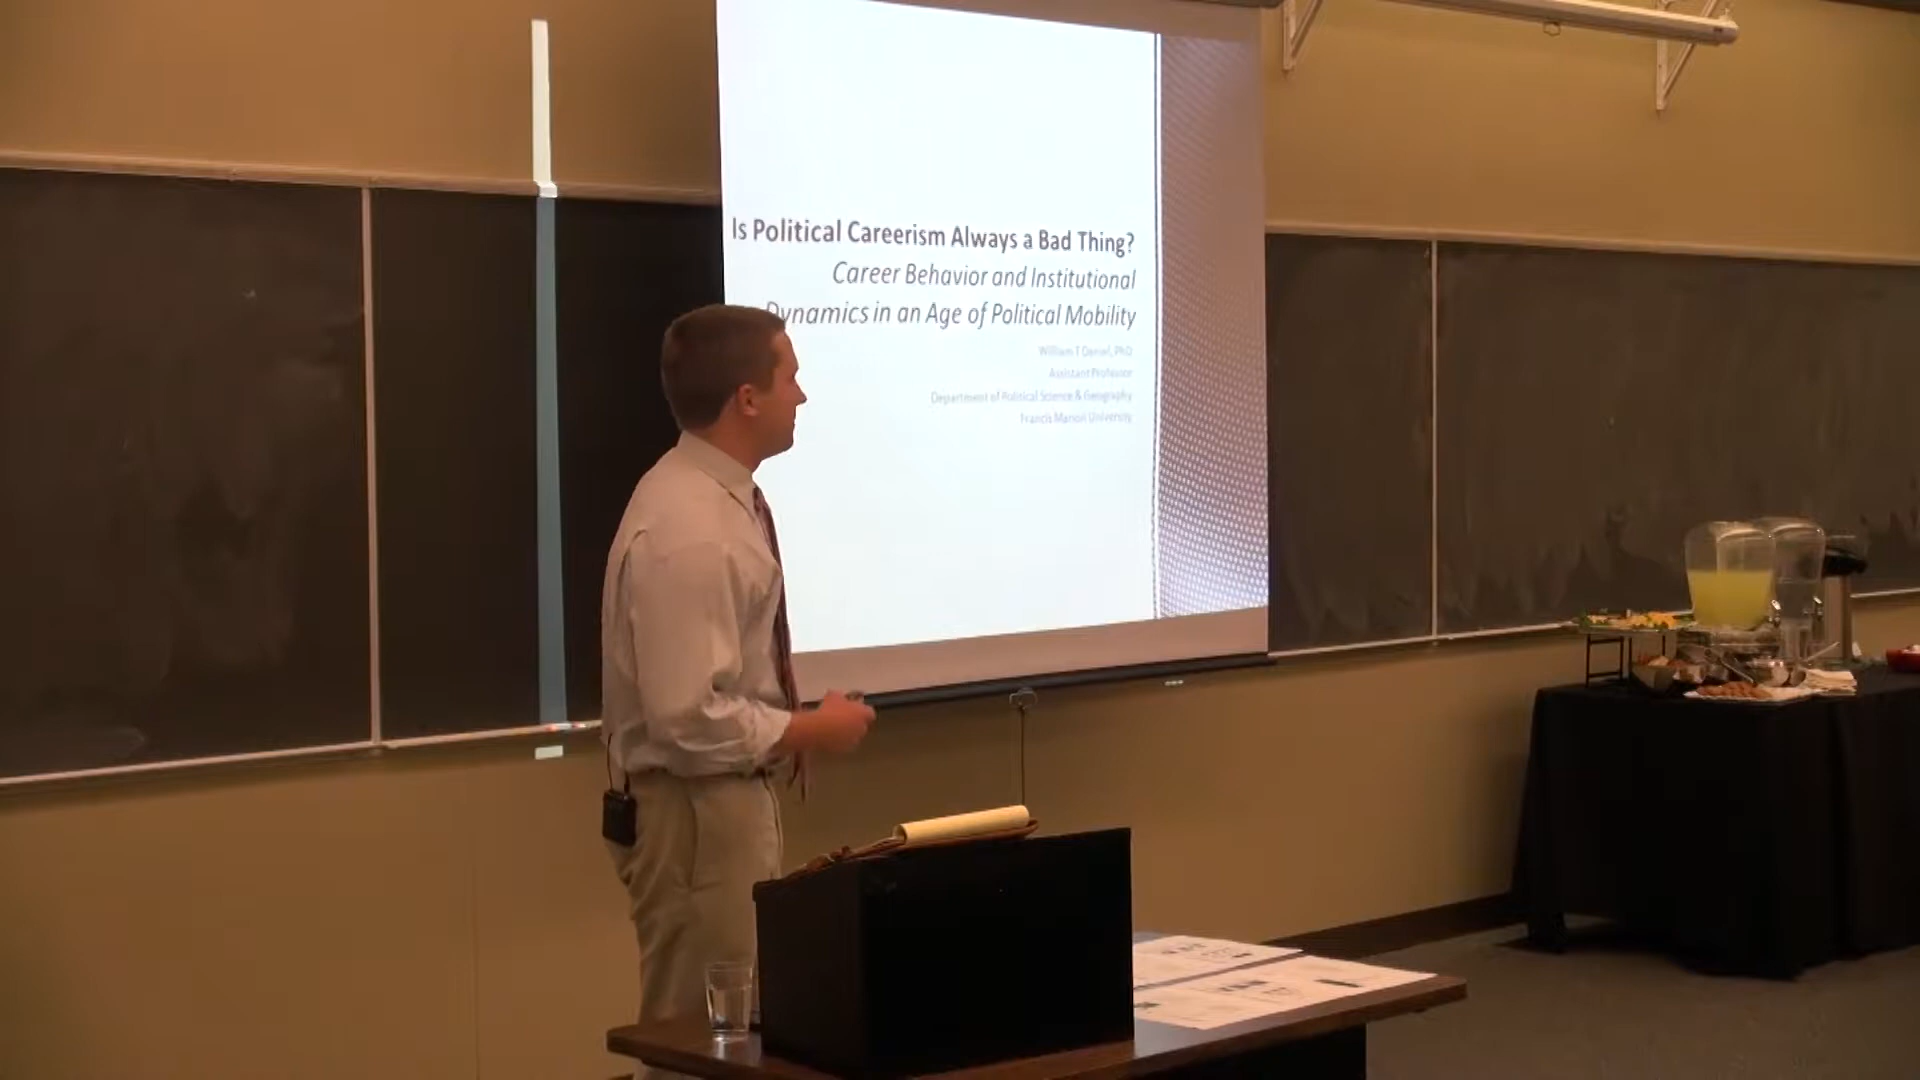 Is Political Careerism Always a Bad Thing?
Career Behavior and Institutional
Dynamics in an Age of Political Mobility
William T Daniel, PhD
Assistant Professor
Department of Political Science & Geography
Francis Marion University